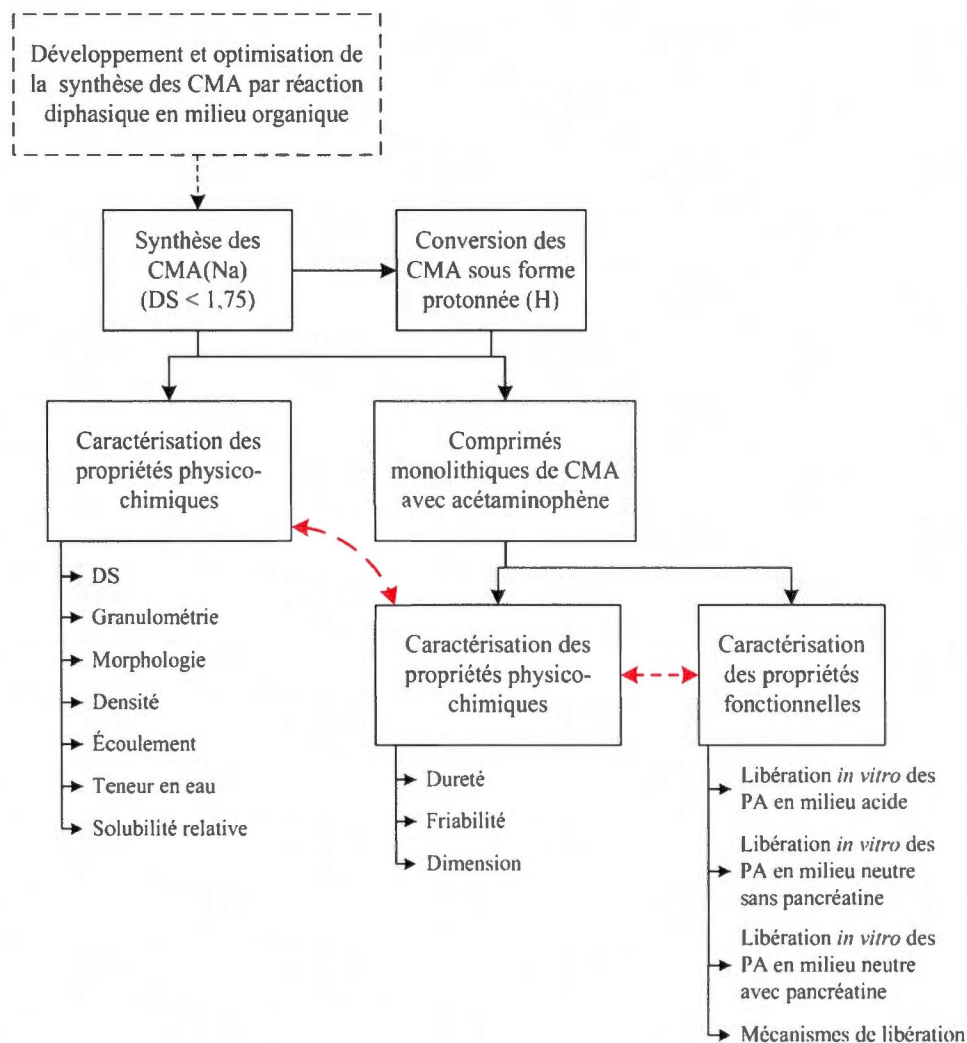 Développement et optimisation de
la synthèse des CMA par réaction
diphasique en milieu organique
Synthèse des
CMA(Na)
(DS < 1,75)
Conversion des
CMA sous forme
protonnée (H)
Caractérisation des
propriétés physico-
chimiques
Comprimés
monolithiques de CMA
avec acétaminophène
DS
Granulométrie
Morphologie
Densité
Écoulement
Teneur en eau
Solubilité relative
Caractérisation des
propriétés physico-
chimiques
Caractérisation
des propriétés
fonctionnelles
Dureté
Friabilité
Dimension
Libération in vitro des
PA en milieu acide
Libération in vitro des
PA en milieu neutre
sans pancréatine
Libération in vitro des
PA en milieu neutre
avec pancréatine
Mécanismes de libération